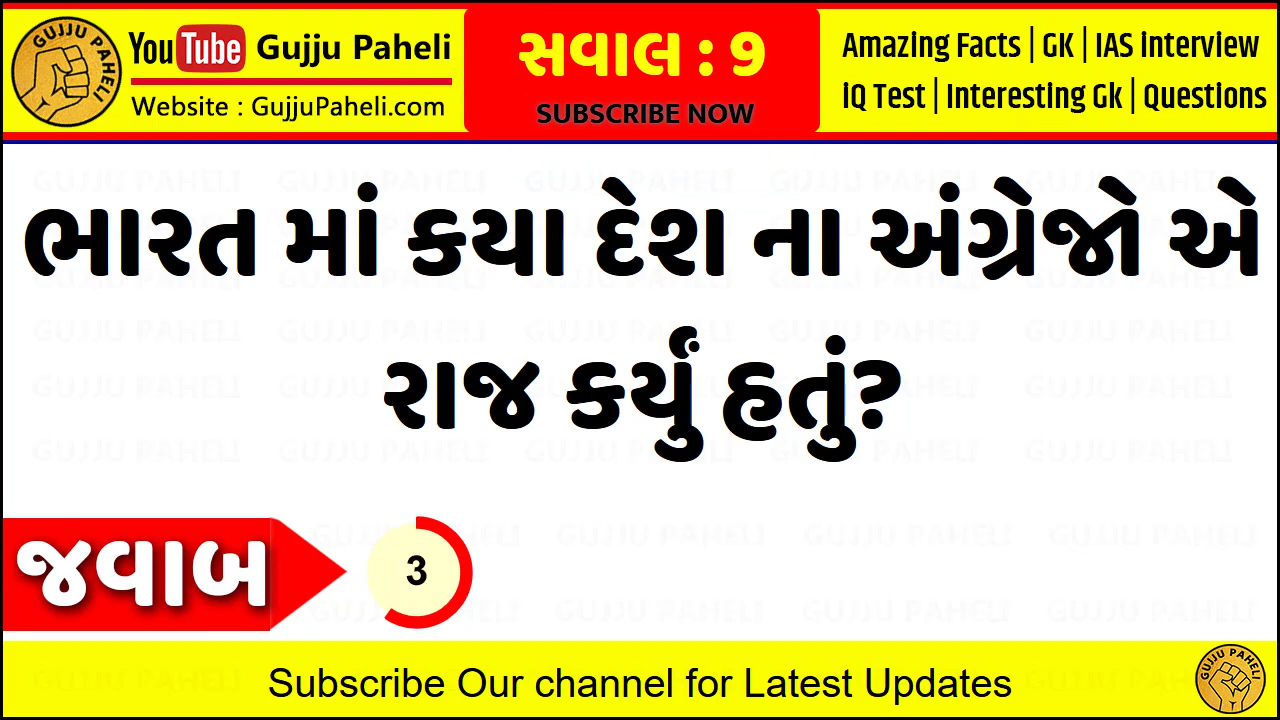 GUJJU PAHELI
YouTube Gujju Paheli
Website : GujjuPaheli.com
સવાલ : 9
SUBSCRIBE NOW
Amazing Facts | GK | IAS interview
iQ Test | Interesting Gk | Questions
ભારત માં કયા દેશ ના અંગ્રેજો એ
રાજ કર્યું હતું?
જવાબ
3
Subscribe Our channel for Latest Updates
GUJJU PAHELI